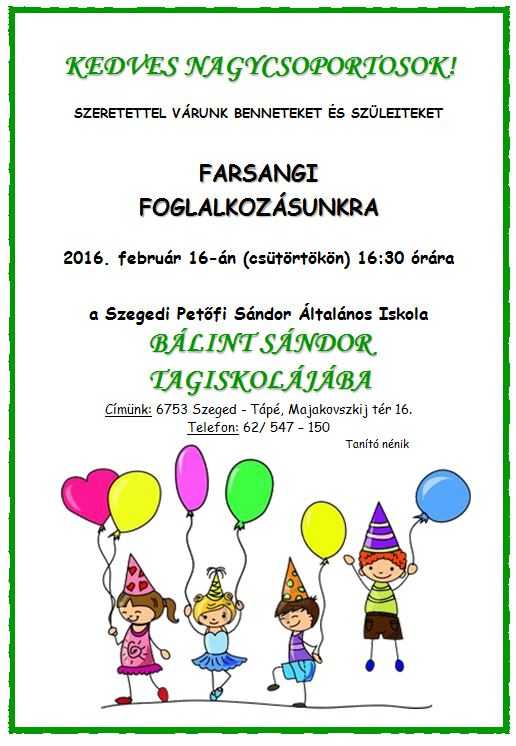 KEDVES NAGYCSOPORTOSOK!
SZERETETTEL VÁRUNK BENNETEKET ÉS SZÜLEITEKET
FARSANGI
FOGLALKOZÁSUNKRA
2016. február 16-án (csütörtökön) 16:30 órára
a Szegedi Petőfi Sándor Általános Iskola
BÁLINT SÁNDOR
TAGISKOLÁJÁBA
Címünk: 6753 Szeged - Tápé, Majakovszkij tér 16.
Telefon: 62/ 547 – 150
Tanító nénik